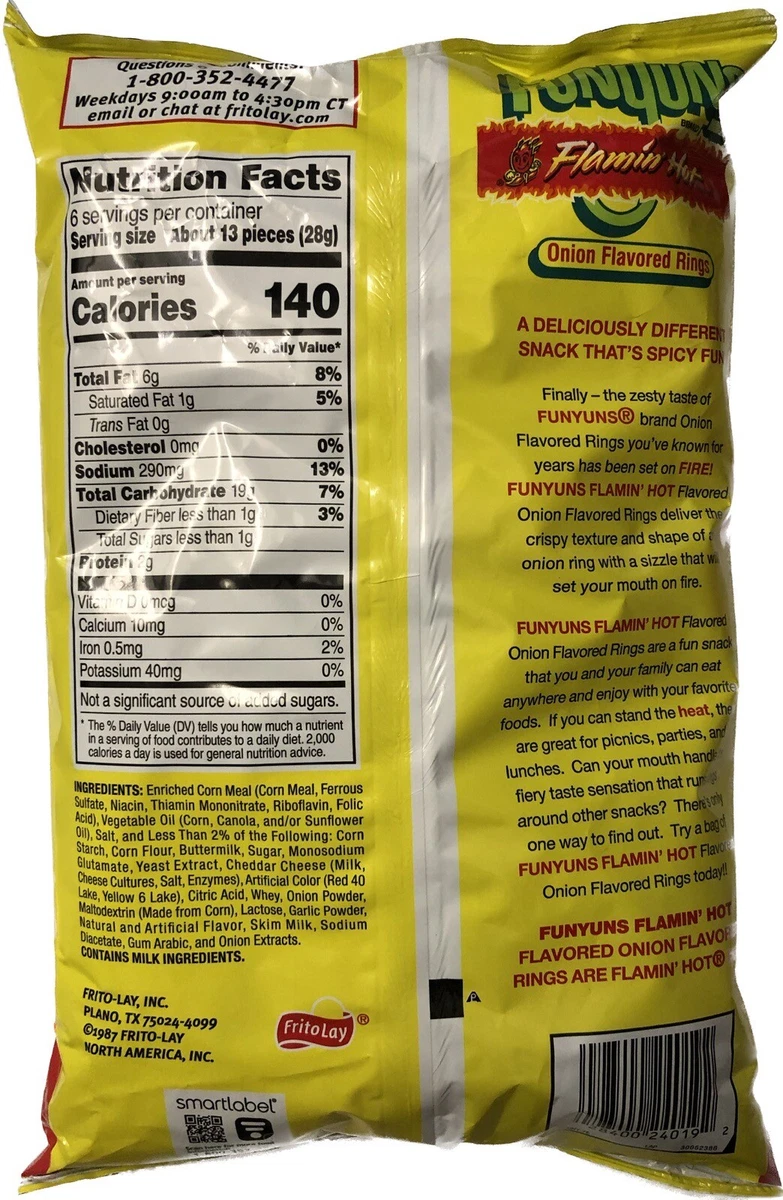 Questions
1-800-352-4477
Weekdays 9:00am to 4:30pm CT
email or chat at fritolay.com
Nutrition Facts
6 servings per container
Serving size About 13 pieces (28g)
Amount per serving
Calories 140
% Daily Value*
Total Fat 6g 8%
Saturated Fat 1g 5%
Trans Fat 0g
Cholesterol 0mg 0%
Sodium 290mg 13%
Total Carbohydrate 19g 7%
Dietary Fiber less than 1g 3%
Total Sugars less than 1g
Protein
Vitamin D 0mcg 0%
Calcium 10mg 0%
Iron 0.5mg 2%
Potassium 40mg 0%
Not a significant source of added sugars.
* The % Daily Value (DV) tells you how much a nutrient
in a serving of food contributes to a daily diet. 2,000
calories a day is used for general nutrition advice.
INGREDIENTS: Enriched Corn Meal (Corn Meal, Ferrous
Sulfate, Niacin, Thiamin Mononitrate, Riboflavin, Folic
Acid), Vegetable Oil (Corn, Canola, and/or Sunflower
Oil), Salt, and Less Than 2% of the Following: Corn
Starch, Corn Flour, Buttermilk, Sugar, Monosodium
Glutamate, Yeast Extract, Cheddar Cheese (Milk,
Cheese Cultures, Salt, Enzymes), Artificial Color (Red 40
Lake, Yellow 6 Lake), Citric Acid, Whey, Onion Powder,
Maltodextrin (Made from Corn), Lactose, Garlic Powder,
Natural and Artificial Flavor, Skim Milk, Sodium
Diacetate, Gum Arabic, and Onion Extracts.
CONTAINS MILK INGREDIENTS.
FRITO-LAY, INC.
PLANO, TX 75024-4099
©1987 FRITO-LAY
NORTH AMERICA, INC.
FritoLay®
smartlabel®
FUNYUNS
Flamin' Hot
Onion Flavored Rings
A DELICIOUSLY DIFFERENT
SNACK THAT'S SPICY FUN
Finally – the zesty taste of
FUNYUNS® brand Onion
Flavored Rings you've known for
years has been set on FIRE!
FUNYUNS FLAMIN' HOT Flavored
Onion Flavored Rings deliver the
crispy texture and shape of a
onion ring with a sizzle that wi
set your mouth on fire.
FUNYUNS FLAMIN' HOT Flavored
Onion Flavored Rings are a fun snack
that you and your family can eat
anywhere and enjoy with your favorite
foods. If you can stand the heat, the
are great for picnics, parties, and
lunches. Can your mouth handle
fiery taste sensation that runs
around other snacks? There's only
one way to find out. Try a bag of
FUNYUNS FLAMIN' HOT Flavo
Onion Flavored Rings today!!
FUNYUNS FLAMIN' HOT
FLAVORED ONION FLAVOR
RINGS ARE FLAMIN' HOT®
8400 24019 2